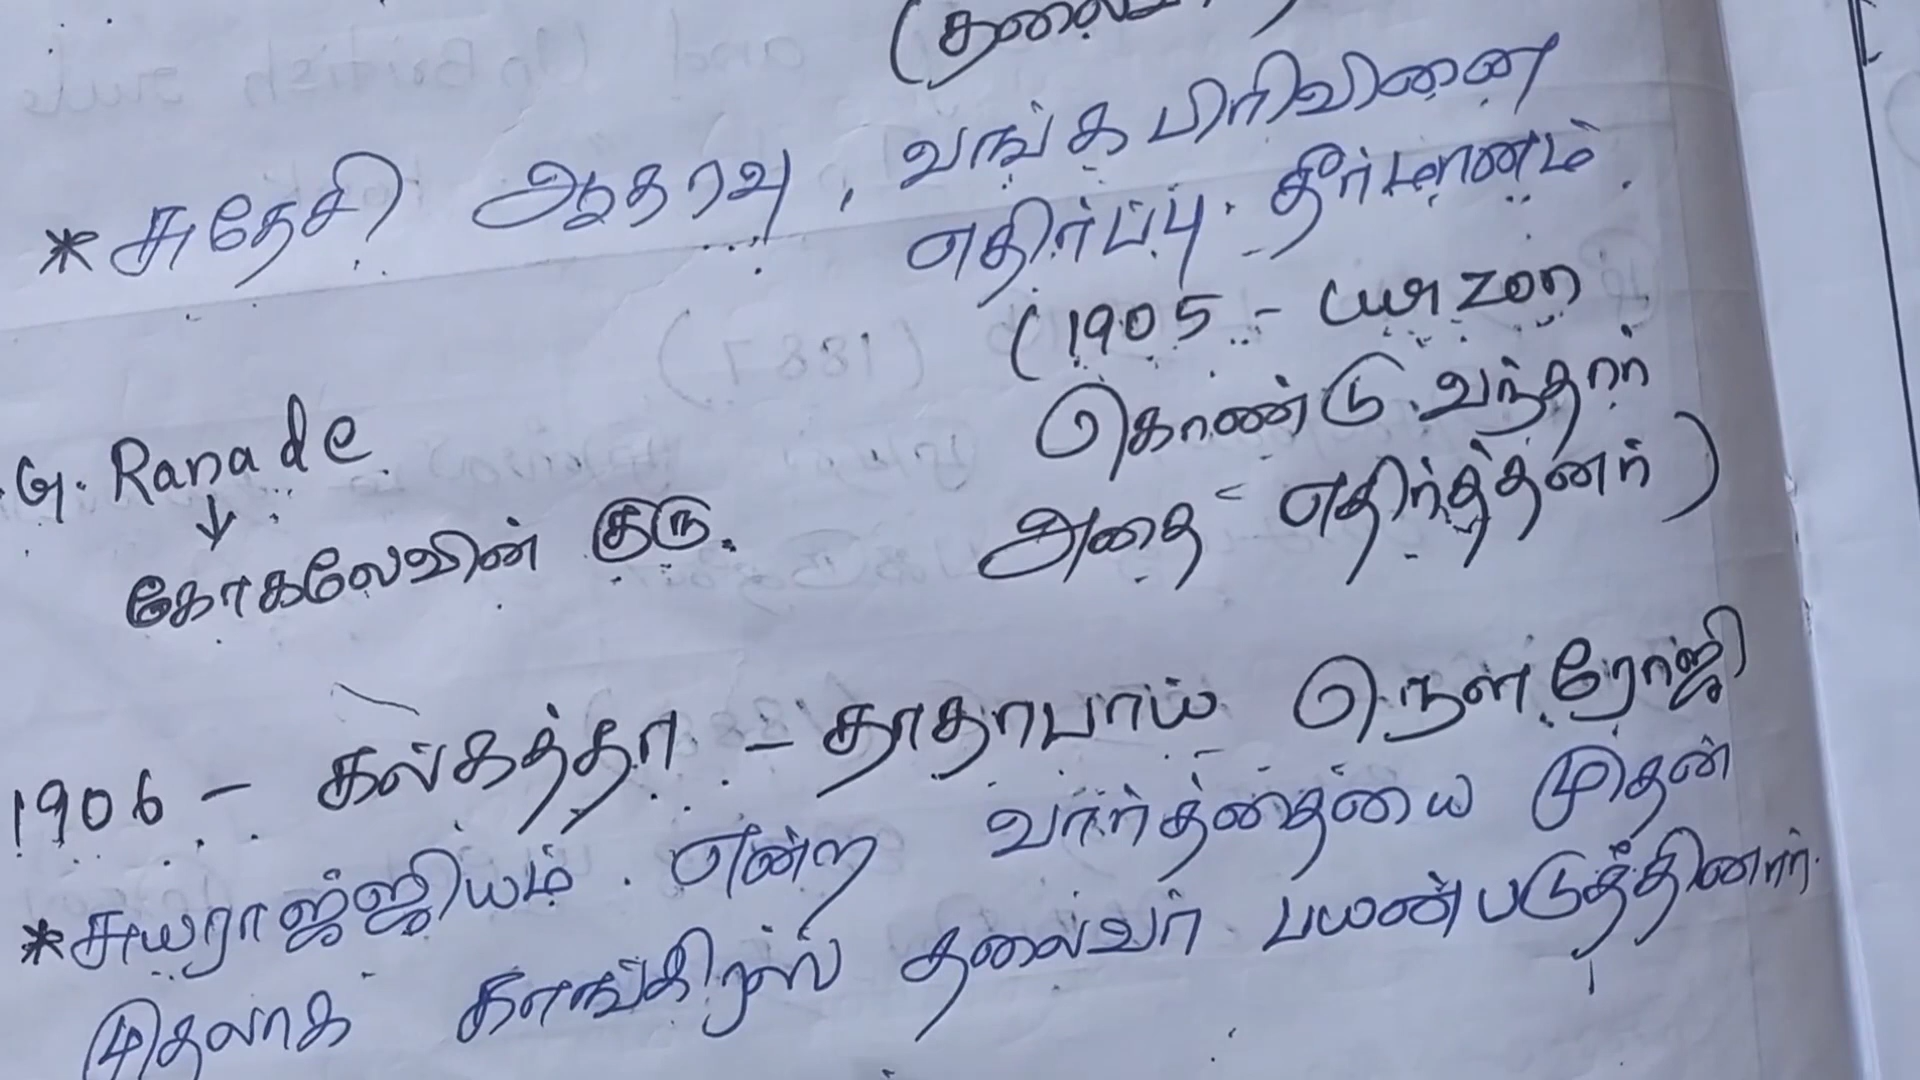 * சுதேசி ஆதரவு, வங்க பிரிவினை
எதிர்ப்பு தீர்மானம்
(1905 - Curzon
கொண்டு வந்தார்
அதை எதிர்த்தனர்)
G. Ranade
↓
கோகலேவின் குரு.
1906 - கல்கத்தா - தாதாபாய் நௌரோஜி
* சுயராஜ்ஜியம் என்ற வார்த்தையை முதன்
முதலாக காங்கிரஸ் தலைவர் பயன்படுத்தினார்.